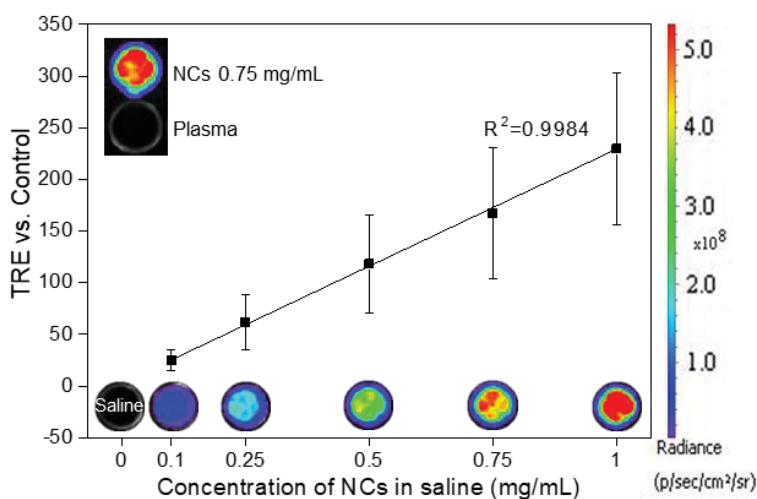 350
300
250
200
150
100
50
0
-50
TRE vs. Control
NCs 0.75 mg/mL
Plasma
R²=0.9984
Saline
0
0.1
0.25
0.5
0.75
1
Concentration of NCs in saline (mg/mL)
5.0
4.0
3.0
x10⁸
2.0
1.0
Radiance
(p/sec/cm²/sr)